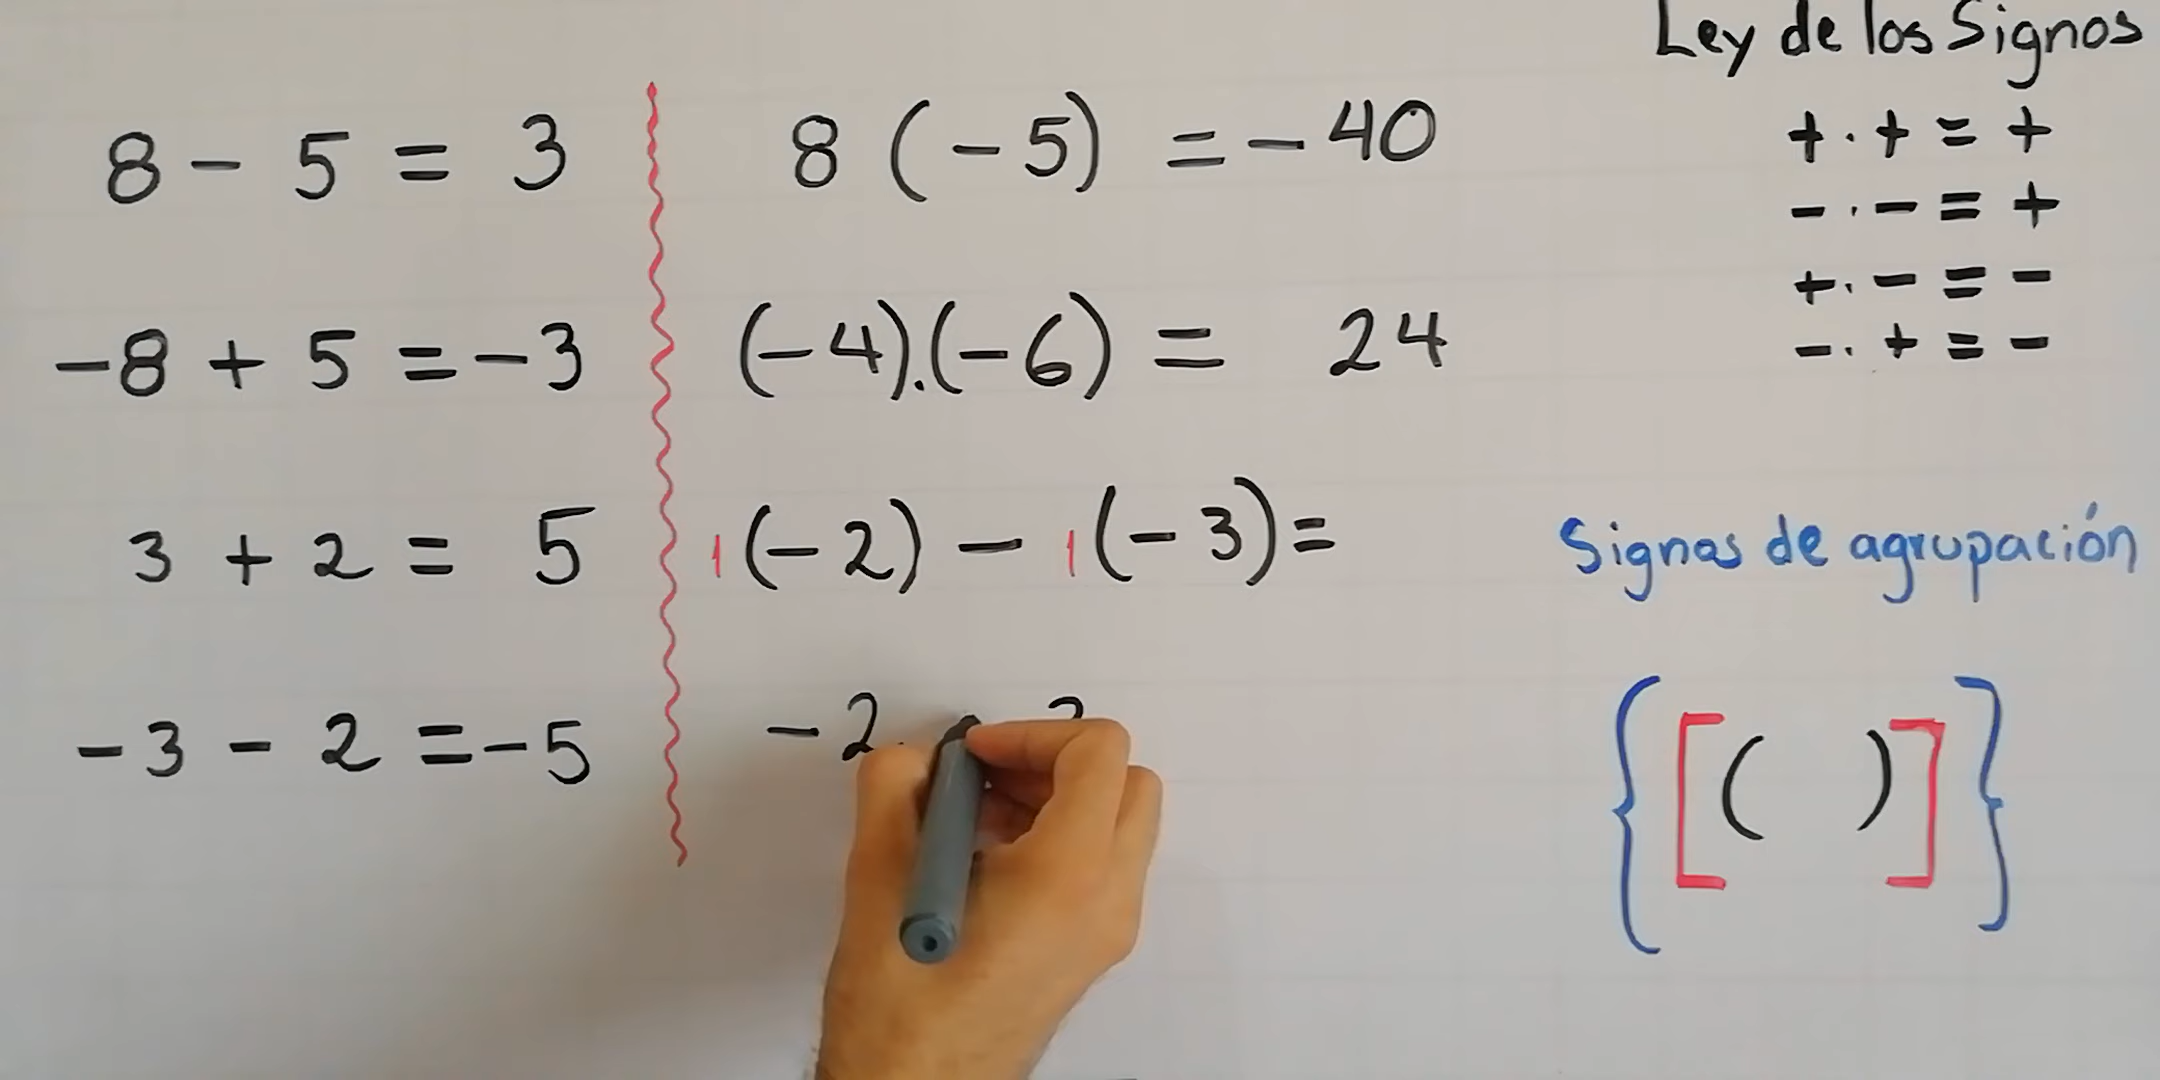 8 - 5 = 3
-8 + 5 = -3
3 + 2 = 5
-3 - 2 = -5
8 (-5) = -40
(-4).(-6) = 24
1(-2) - 1(-3) =
-2
Ley de los Signos
+ . + = +
- . - = +
+ . - = -
- . + = -
Signos de agrupación
{[( )]}